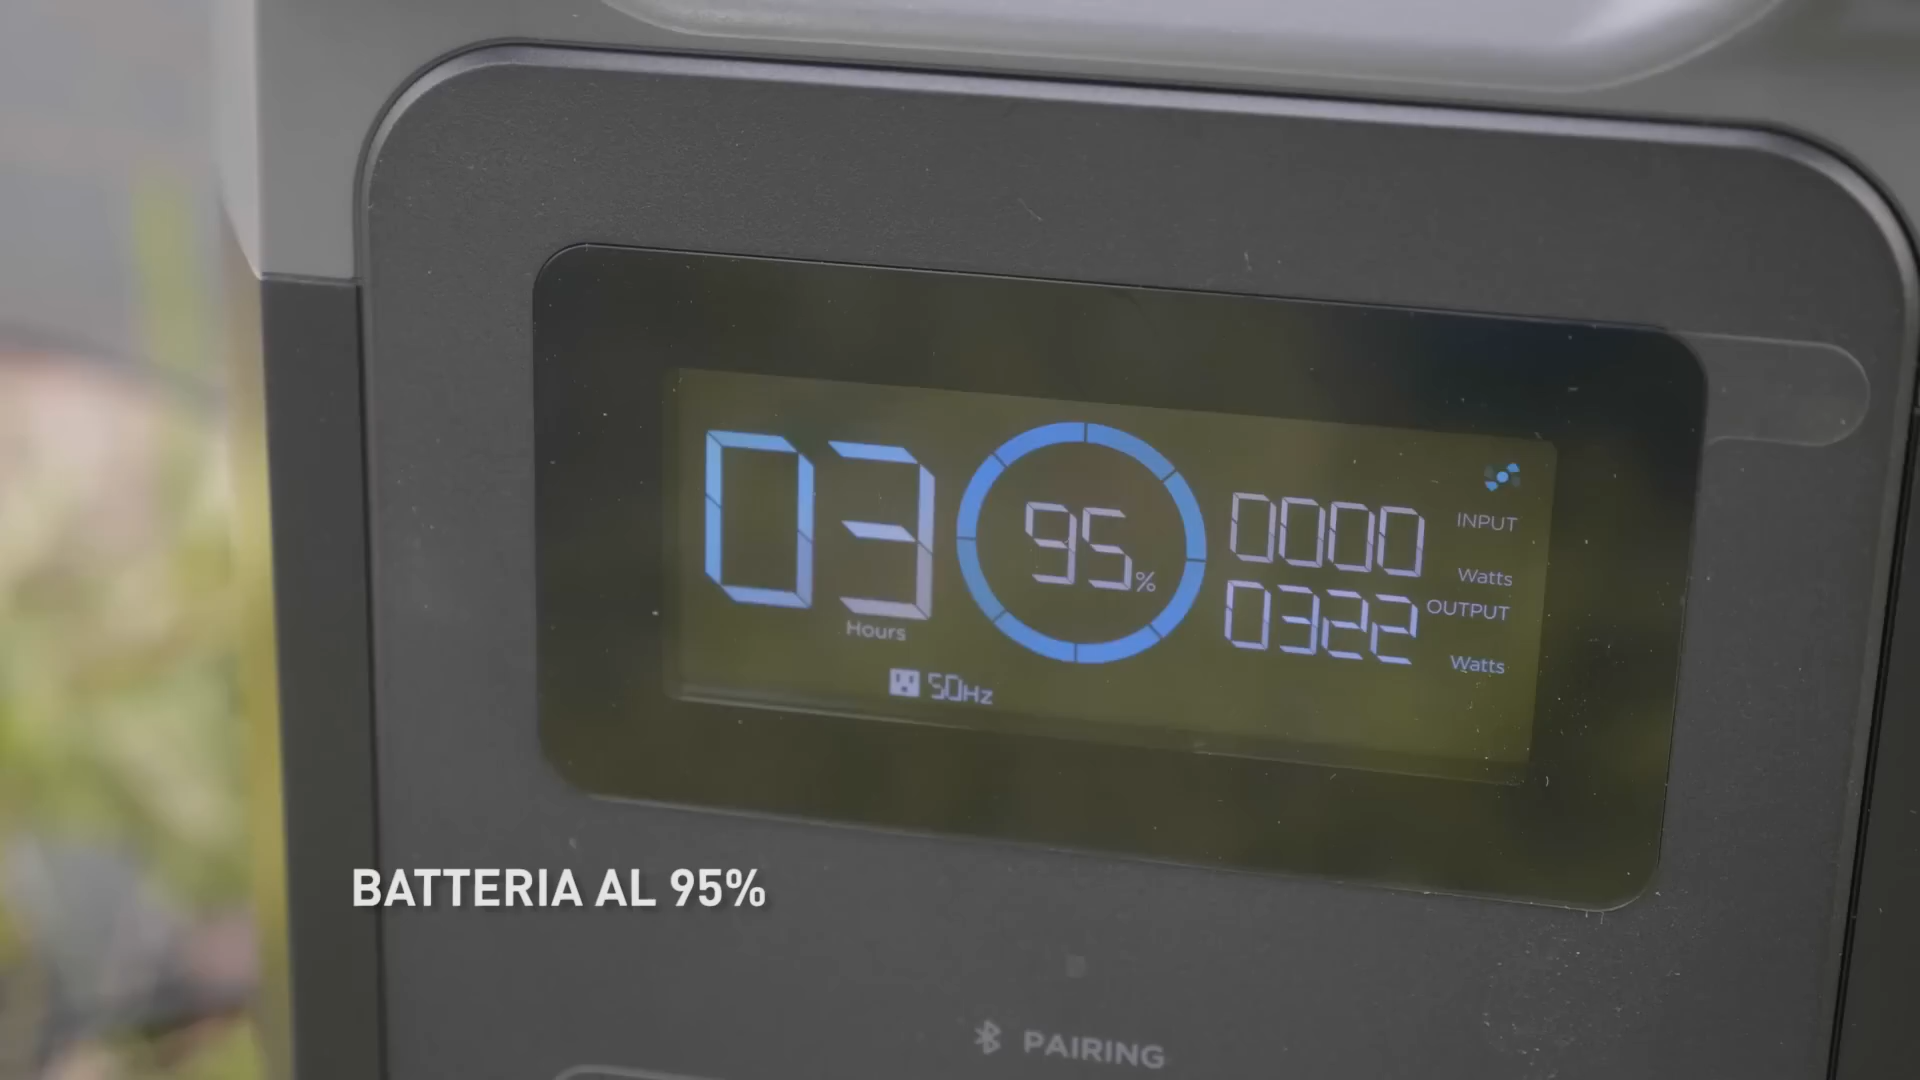 03
Hours
95%
0000 INPUT
Watts
0322 OUTPUT
Watts
50Hz
BATTERIA AL 95%
PAIRING